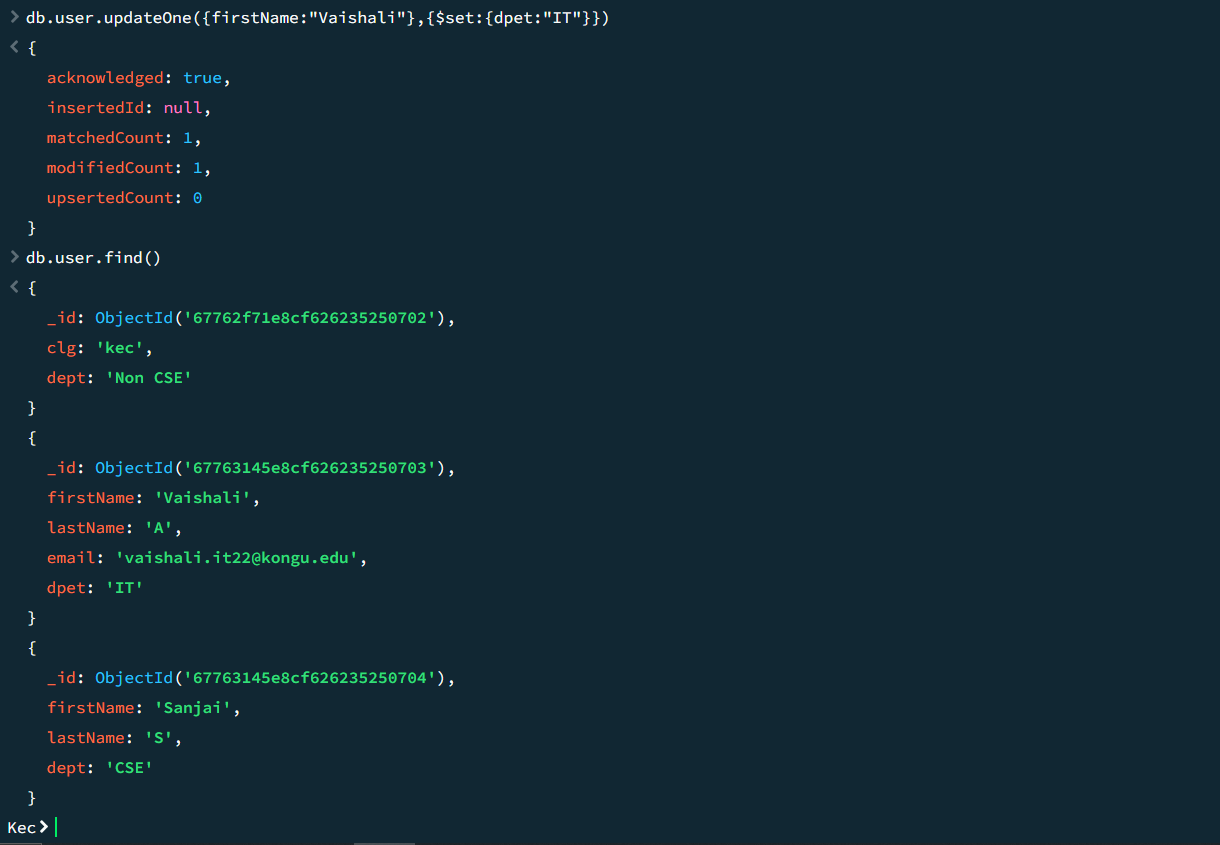 > db.user.updateOne({firstName:"Vaishali"},{$set:{dpet:"IT"}})
< {
acknowledged: true,
insertedId: null,
matchedCount: 1,
modifiedCount: 1,
upsertedCount: 0
}
> db.user.find()
< {
_id: ObjectId('67762f71e8cf626235250702'),
clg: 'kec',
dept: 'Non CSE'
}
{
_id: ObjectId('67763145e8cf626235250703'),
firstName: 'Vaishali',
lastName: 'A',
email: 'vaishali.it22@kongu.edu',
dpet: 'IT'
}
{
_id: ObjectId('67763145e8cf626235250704'),
firstName: 'Sanjai',
lastName: 'S',
dept: 'CSE'
}
Kec>